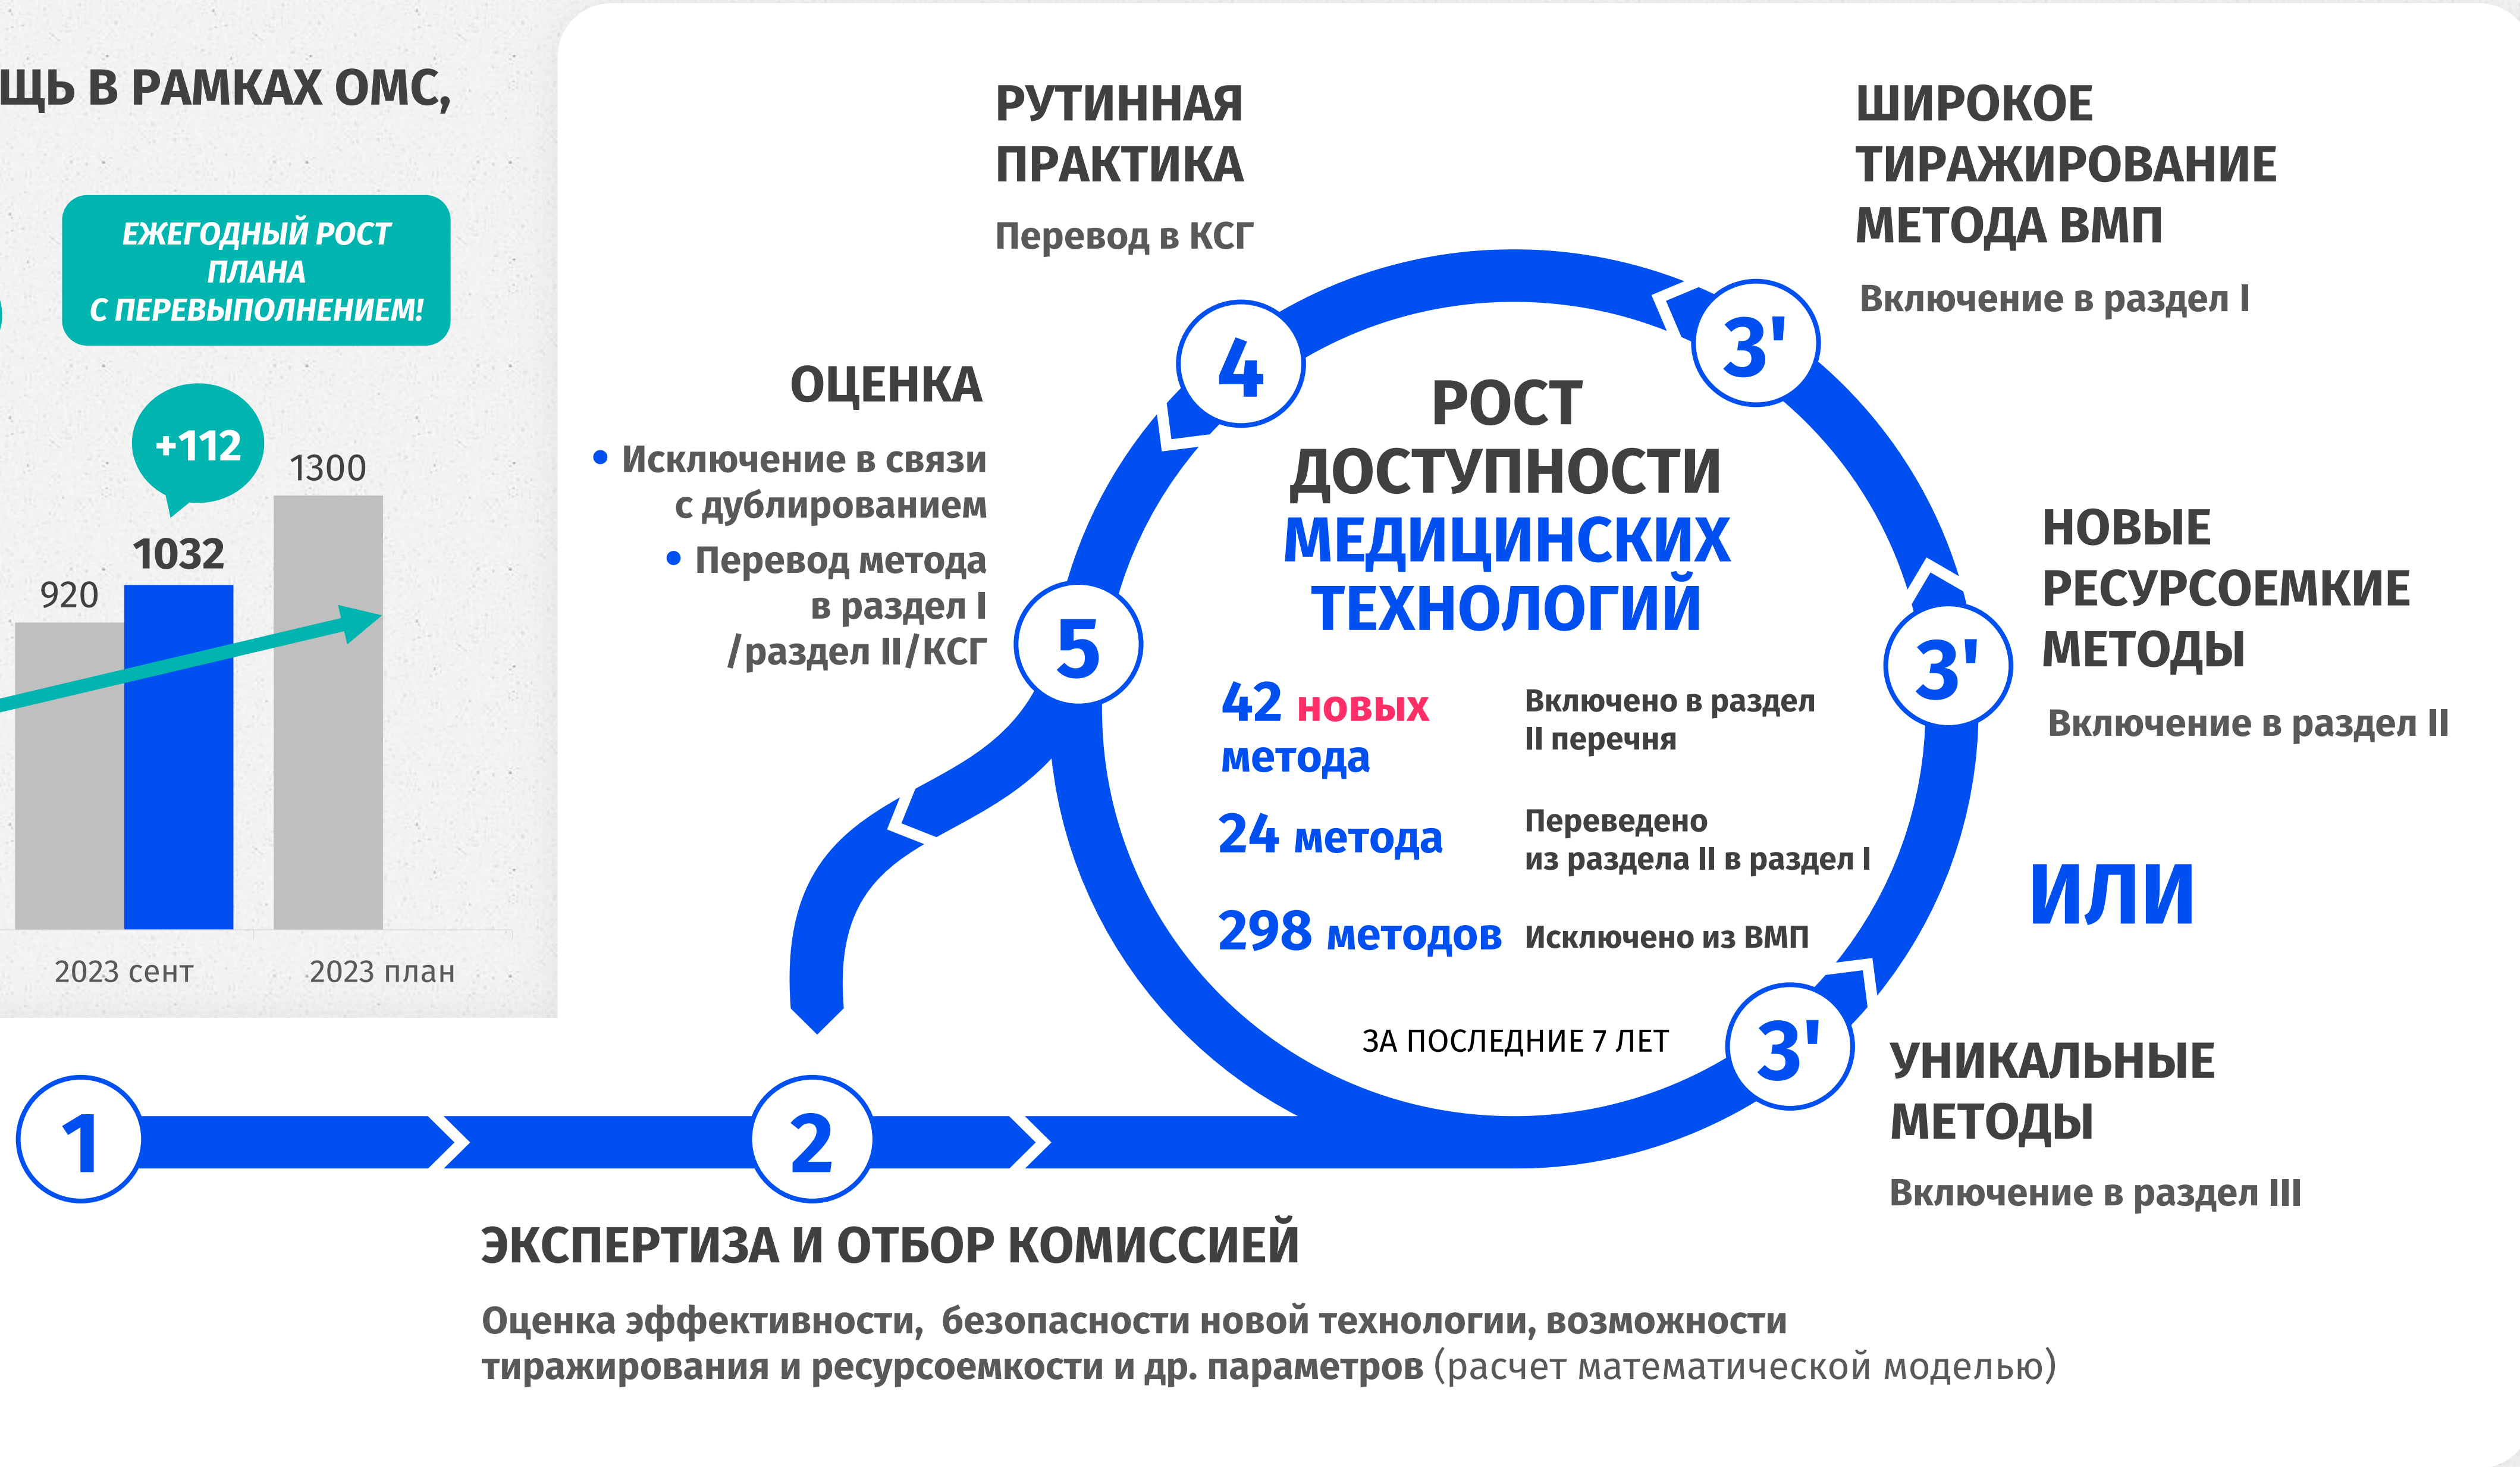 ЩЬ В РАМКАХ ОМС,
ЕЖЕГОДНЫЙ РОСТ
ПЛАНА
С ПЕРЕВЫПОЛНЕНИЕМ!
+112
1300
1032
920
2023 сент
2023 план
РУТИННАЯ
ПРАКТИКА
Перевод в КСГ
ШИРОКОЕ
ТИРАЖИРОВАНИЕ
МЕТОДА ВМП
Включение в раздел I
4
3'
ОЦЕНКА
• Исключение в связи
с дублированием
• Перевод метода
в раздел I
/раздел II/КСГ
5
РОСТ
ДОСТУПНОСТИ
МЕДИЦИНСКИХ
ТЕХНОЛОГИЙ
42 новых
метода
Включено в раздел
II перечня
24 метода
Переведено
из раздела II в раздел I
298 методов
Исключено из ВМП
ЗА ПОСЛЕДНИЕ 7 ЛЕТ
3'
НОВЫЕ
РЕСУРСОЕМКИЕ
МЕТОДЫ
Включение в раздел II
ИЛИ
3'
УНИКАЛЬНЫЕ
МЕТОДЫ
Включение в раздел III
1
2
ЭКСПЕРТИЗА И ОТБОР КОМИССИЕЙ
Оценка эффективности, безопасности новой технологии, возможности
тиражирования и ресурсоемкости и др. параметров (расчет математической моделью)